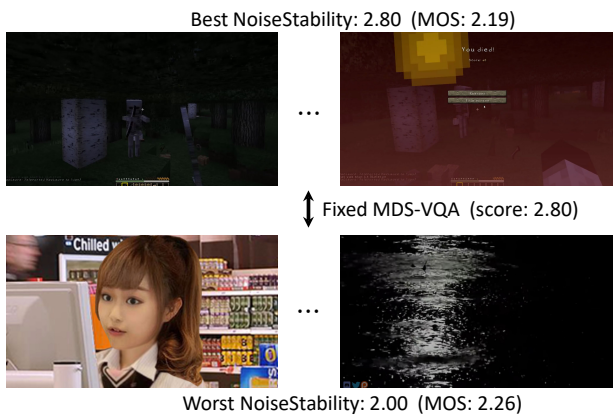 Best NoiseStability: 2.80 (MOS: 2.19)
You died!
...
Fixed MDS-VQA (score: 2.80)
Chilled
...
Worst NoiseStability: 2.00 (MOS: 2.26)